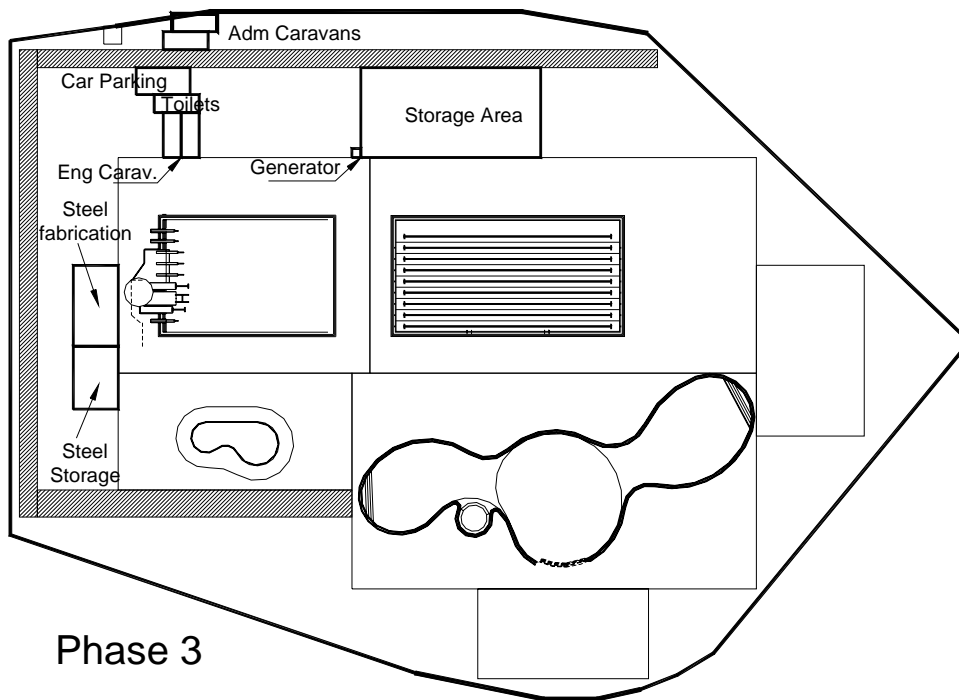 Adm Caravans
Car Parking
Toilets
Storage Area
Eng Carav.
Generator
Steel
fabrication
Steel
Storage
Phase 3